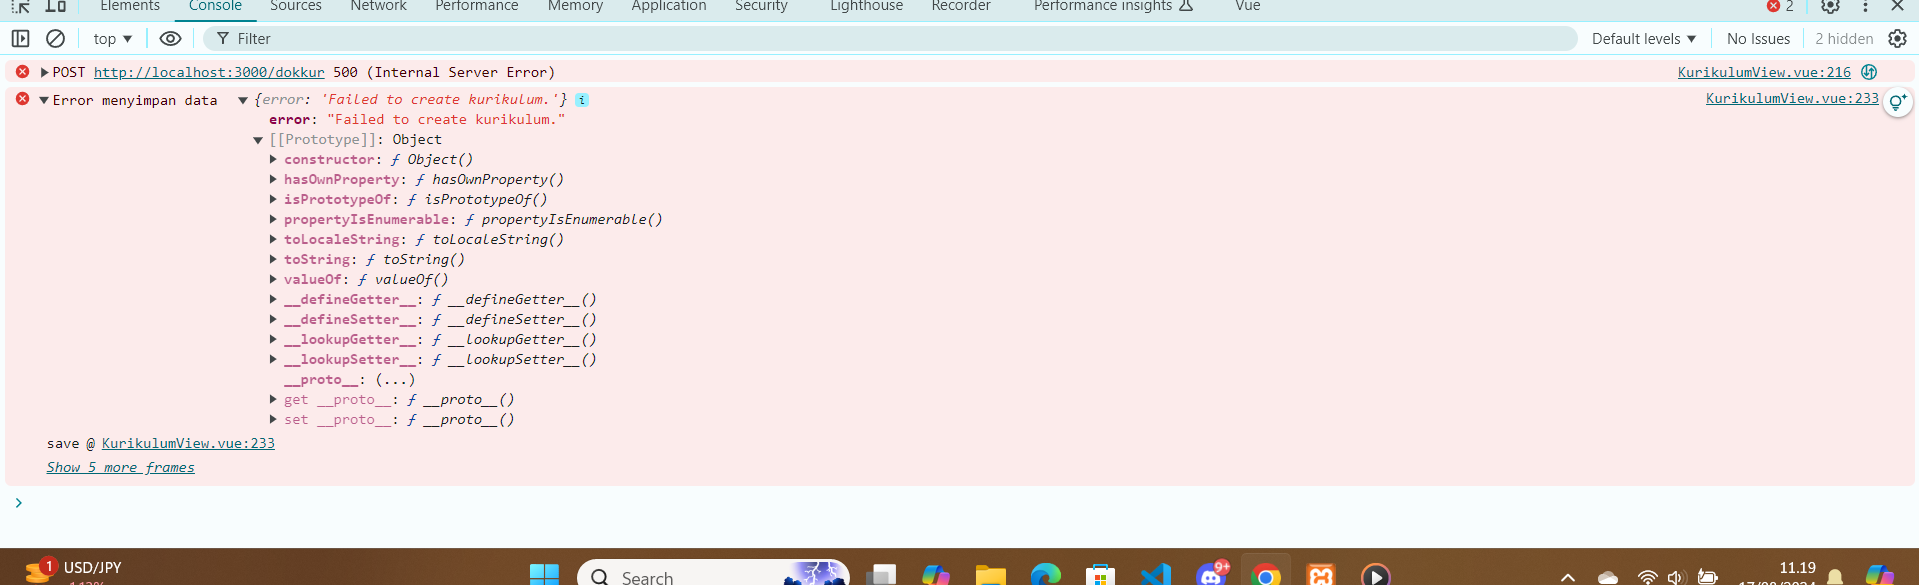 Elements Console Sources Network Performance Memory Application Security Lighthouse Recorder Performance insights Vue 2
top Filter Default levels No Issues 2 hidden
POST http://localhost:3000/dokkur 500 (Internal Server Error) KurikulumView.vue:216
Error menyimpan data {error: 'Failed to create kurikulum.'} i KurikulumView.vue:233
error: "Failed to create kurikulum."
[[Prototype]]: Object
constructor: ƒ Object()
hasOwnProperty: ƒ hasOwnProperty()
isPrototypeOf: ƒ isPrototypeOf()
propertyIsEnumerable: ƒ propertyIsEnumerable()
toLocaleString: ƒ toLocaleString()
toString: ƒ toString()
valueOf: ƒ valueOf()
__defineGetter__: ƒ __defineGetter__()
__defineSetter__: ƒ __defineSetter__()
__lookupGetter__: ƒ __lookupGetter__()
__lookupSetter__: ƒ __lookupSetter__()
__proto__: (...)
get __proto__: ƒ __proto__()
set __proto__: ƒ __proto__()
save @ KurikulumView.vue:233
Show 5 more frames
1 USD/JPY Search 9+ 11.19